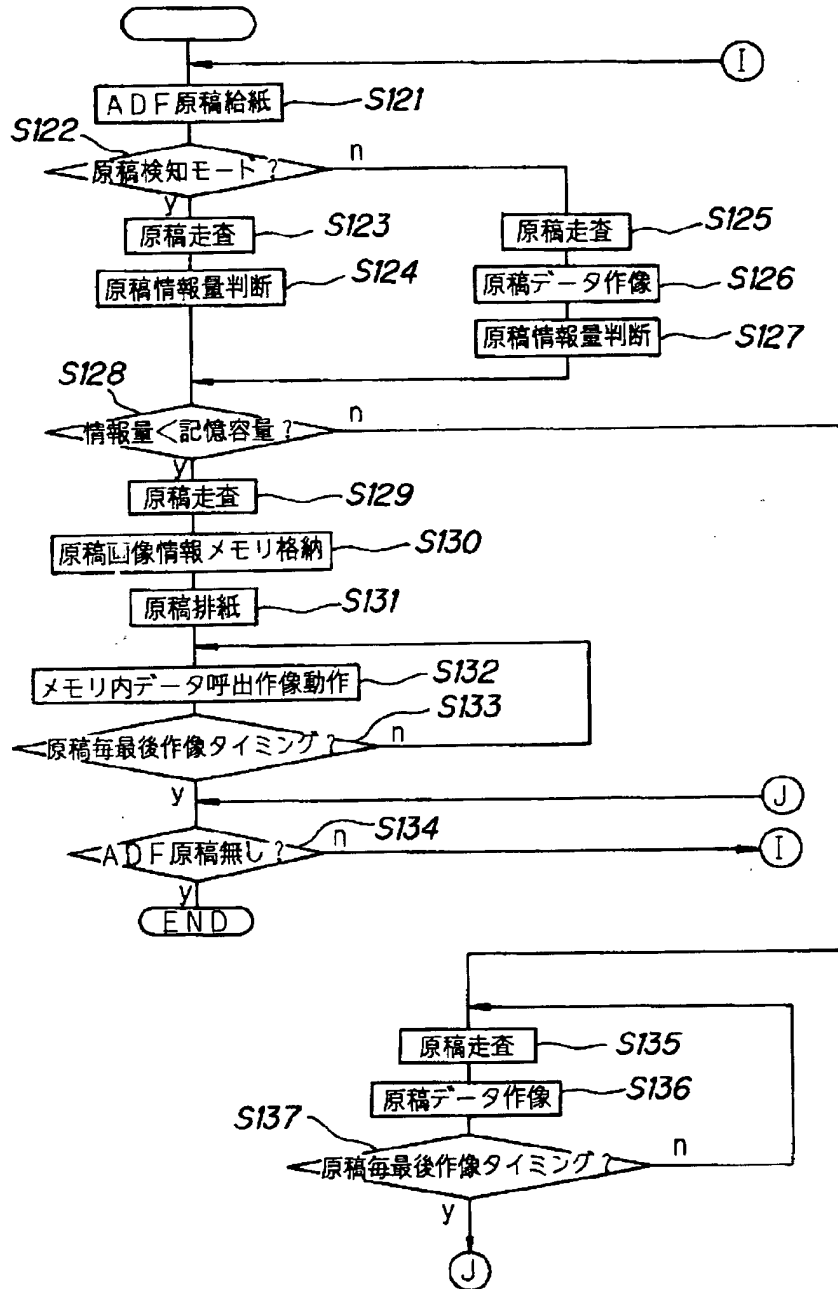 I
ADF原稿給紙
S121
S122
原稿検知モード?
n
y
原稿走査
S123
原稿走査
S125
原稿情報量判断
S124
原稿データ作像
S126
原稿情報量判断
S127
S128
情報量<記憶容量?
n
y
原稿走査
S129
原稿画像情報メモリ格納
S130
原稿排紙
S131
メモリ内データ呼出作像動作
S132
原稿毎最後作像タイミング?
S133
n
y
J
ADF原稿無し?
S134
n
I
y
END
原稿走査
S135
原稿データ作像
S136
S137
原稿毎最後作像タイミング?
n
y
J